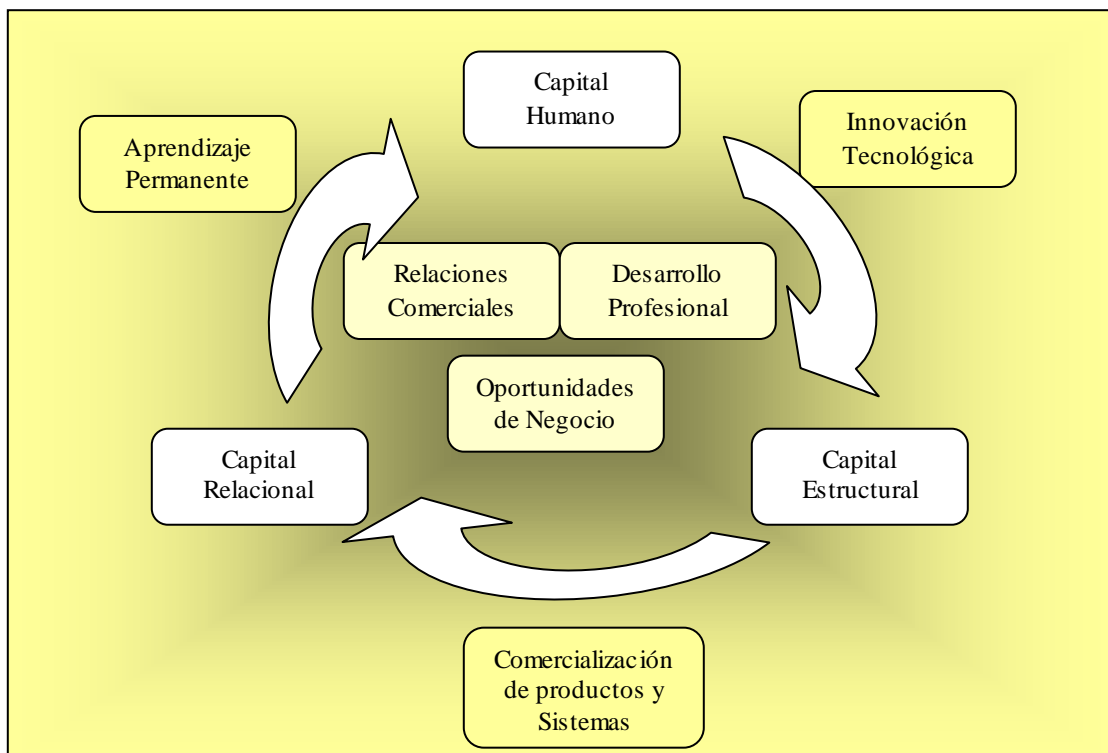 Capital
Humano
Innovación
Tecnológica
Aprendizaje
Permanente
Relaciones
Comerciales
Desarrollo
Profesional
Oportunidades
de Negocio
Capital
Relacional
Capital
Estructural
Comercialización
de productos y
Sistemas